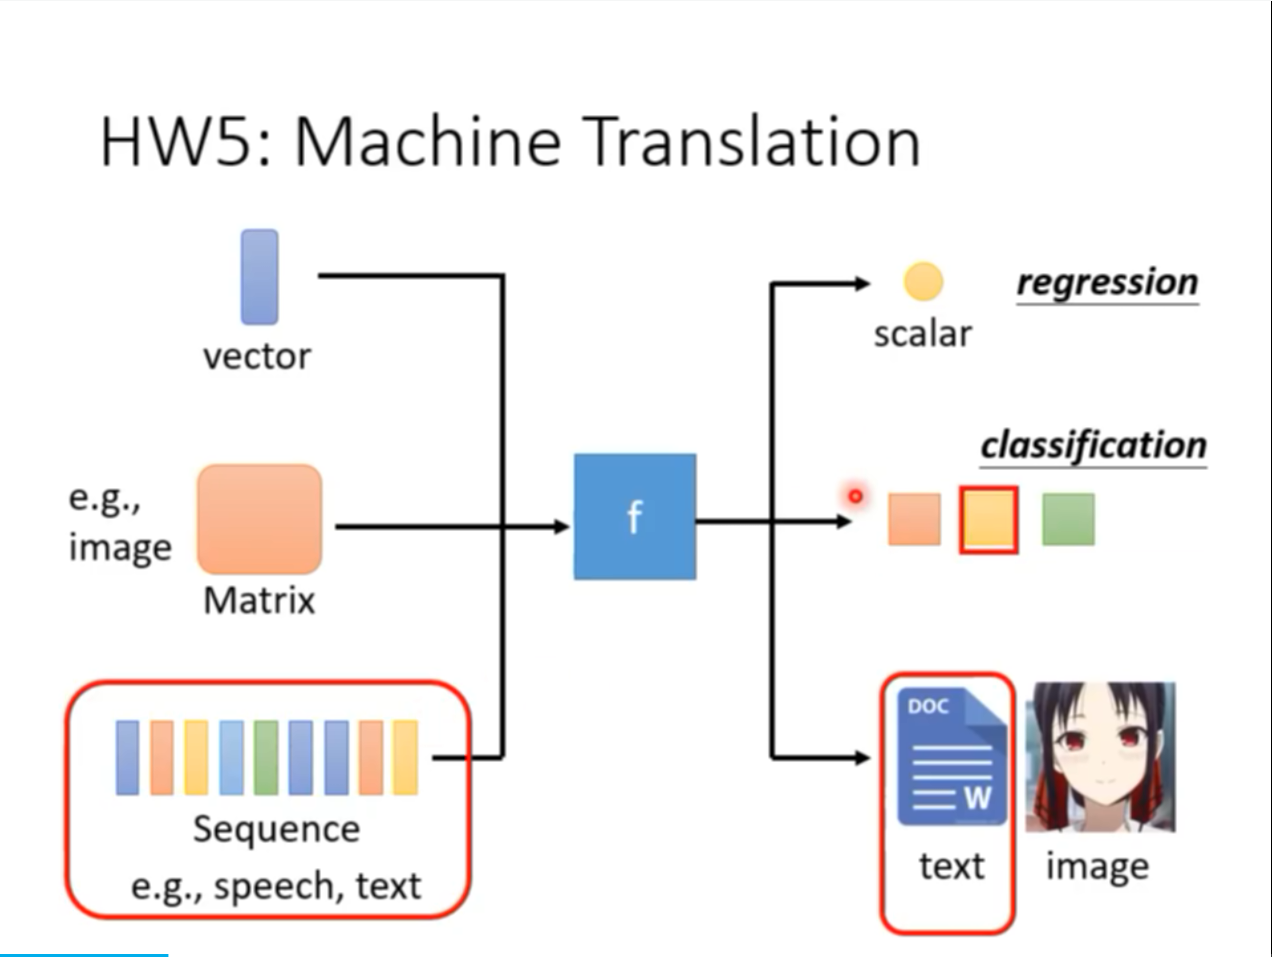 HW5: Machine Translation
vector
e.g.,
image
Matrix
Sequence
e.g., speech, text
f
scalar
regression
classification
DOC
W
text
image